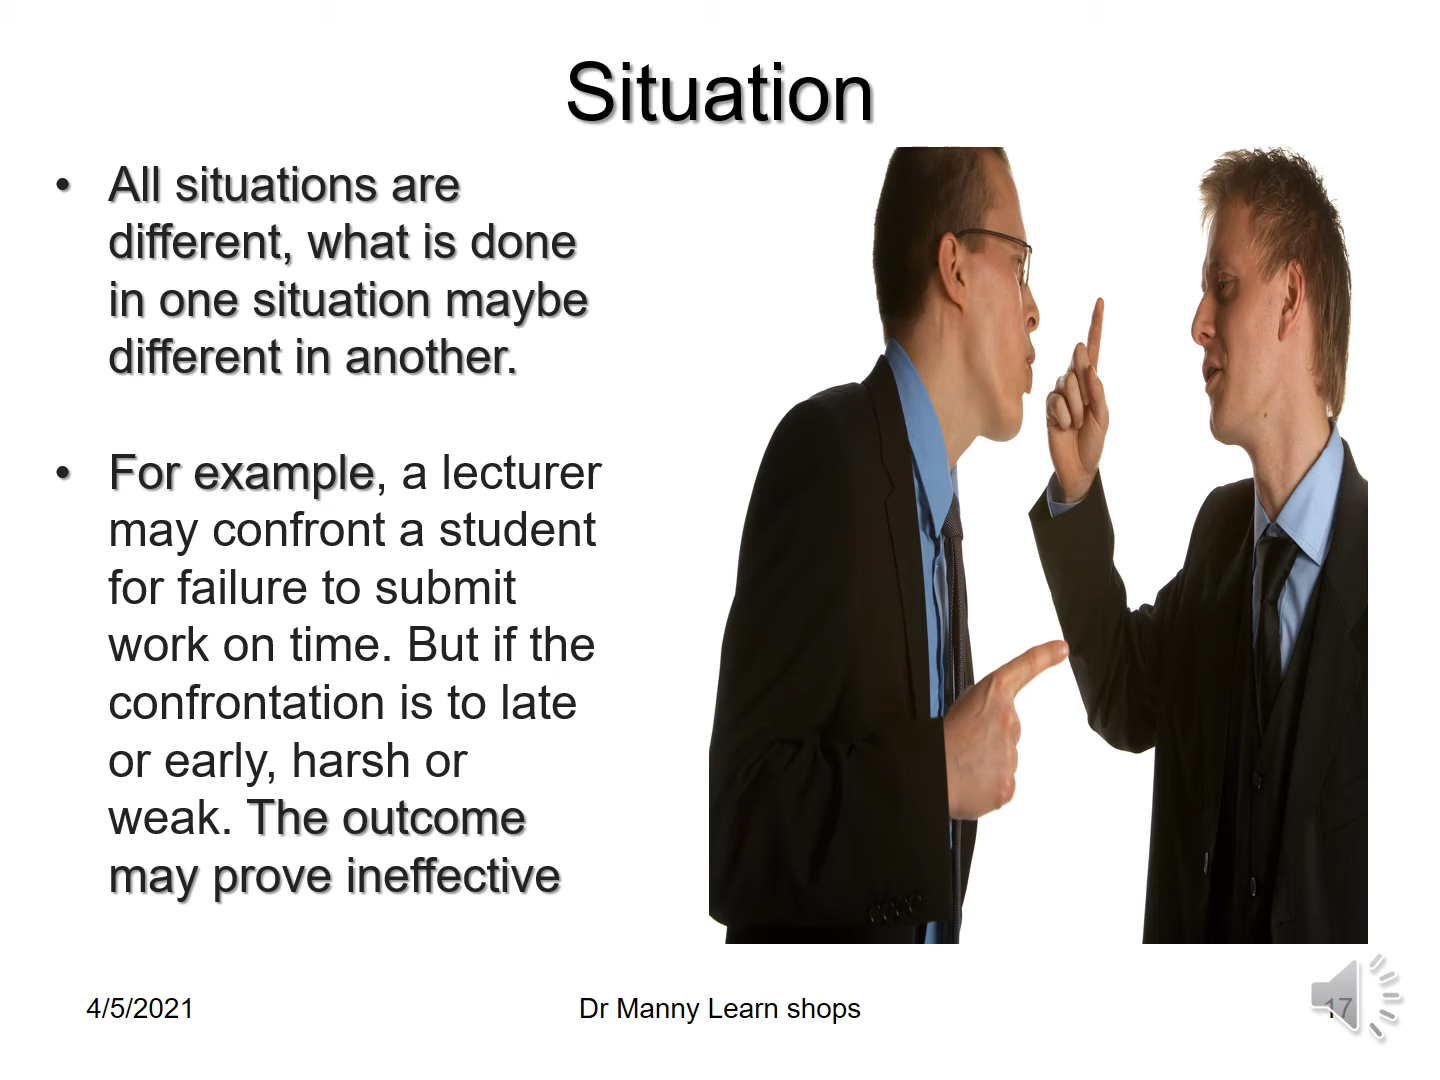 Situation
• All situations are
different, what is done
in one situation maybe
different in another.
• For example, a lecturer
may confront a student
for failure to submit
work on time. But if the
confrontation is to late
or early, harsh or
weak. The outcome
may prove ineffective
4/5/2021
Dr Manny Learn shops
17